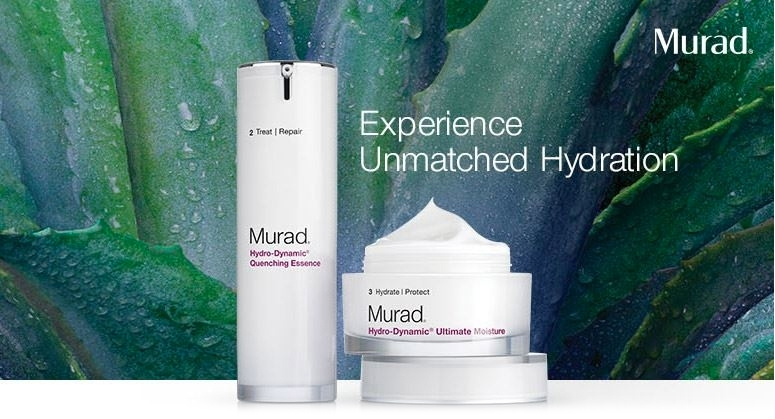 Murad®
Experience
Unmatched Hydration
2 Treat | Repair
Murad®
Hydro-Dynamic®
Quenching Essence
3 Hydrate | Protect
Murad®
Hydro-Dynamic® Ultimate Moisture